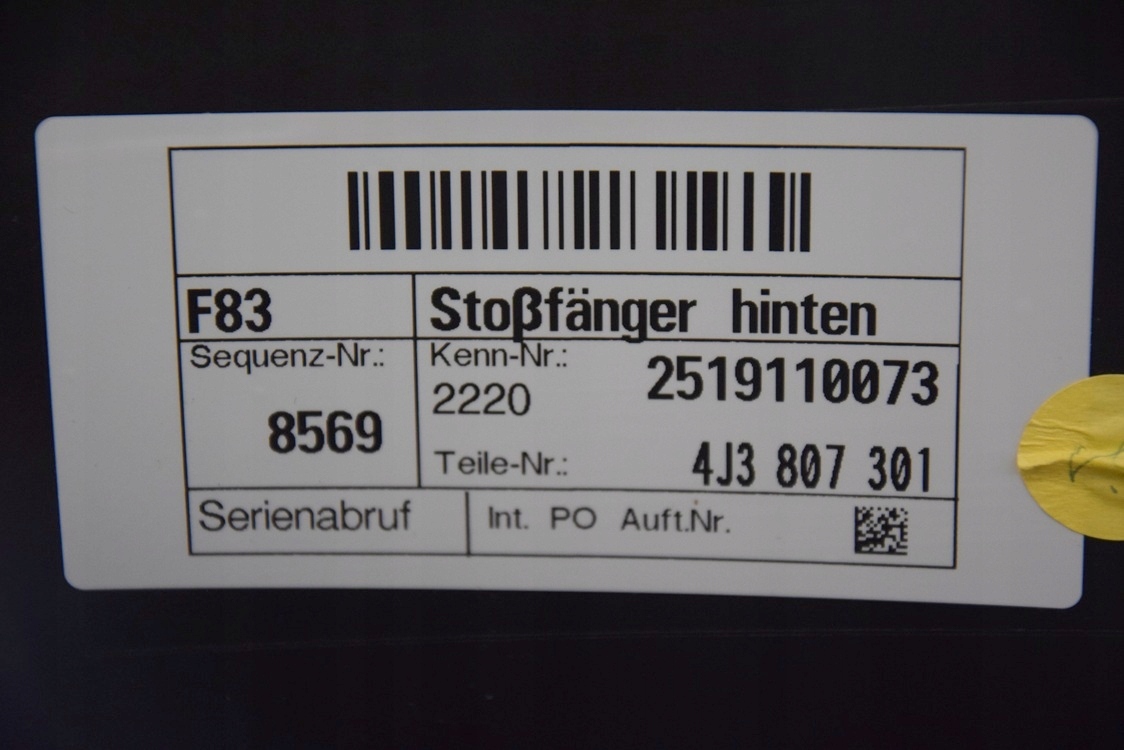 F83 Stoßfänger hinten
Sequenz-Nr.: Kenn-Nr.: 2519110073
2220
8569
Teile-Nr.: 4J3 807 301
Serienabruf Int. PO Auft.Nr.